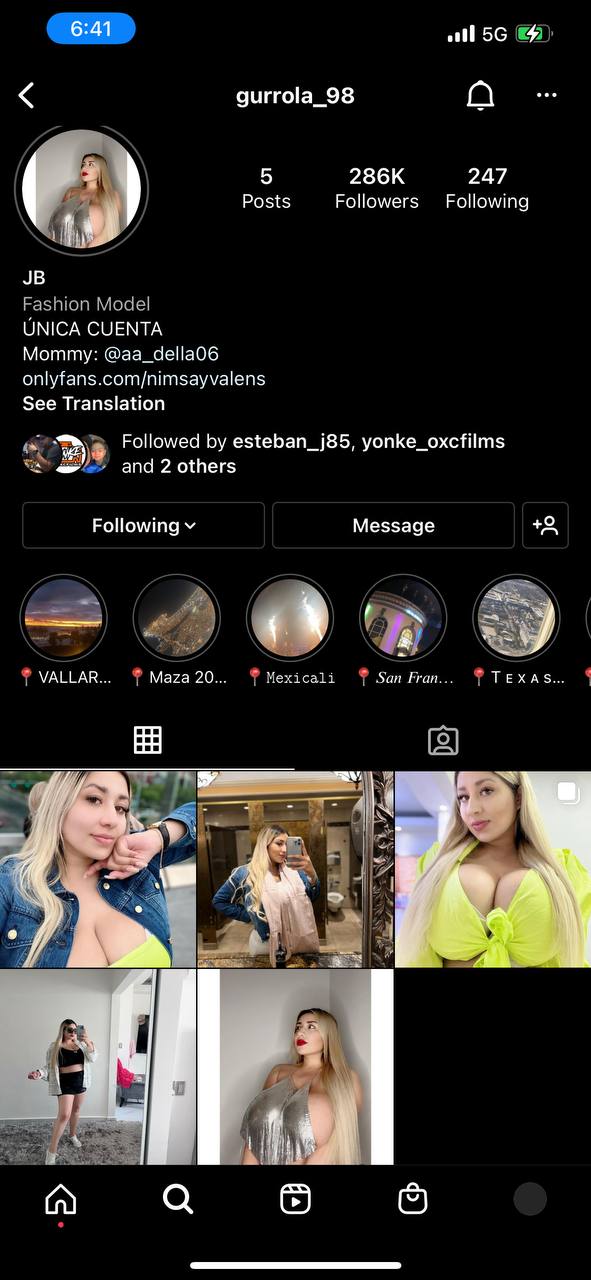 6:41
5G
gurrola_98
5
Posts
286K
Followers
247
Following
JB
Fashion Model
ÚNICA CUENTA
Mommy: @aa_della06
onlyfans.com/nimsayvalens
See Translation
Followed by esteban_j85, yonke_oxcfilms
and 2 others
Following
Message
VALLAR...
Maza 20...
Mexicali
San Fran...
Tᴇxᴀs...